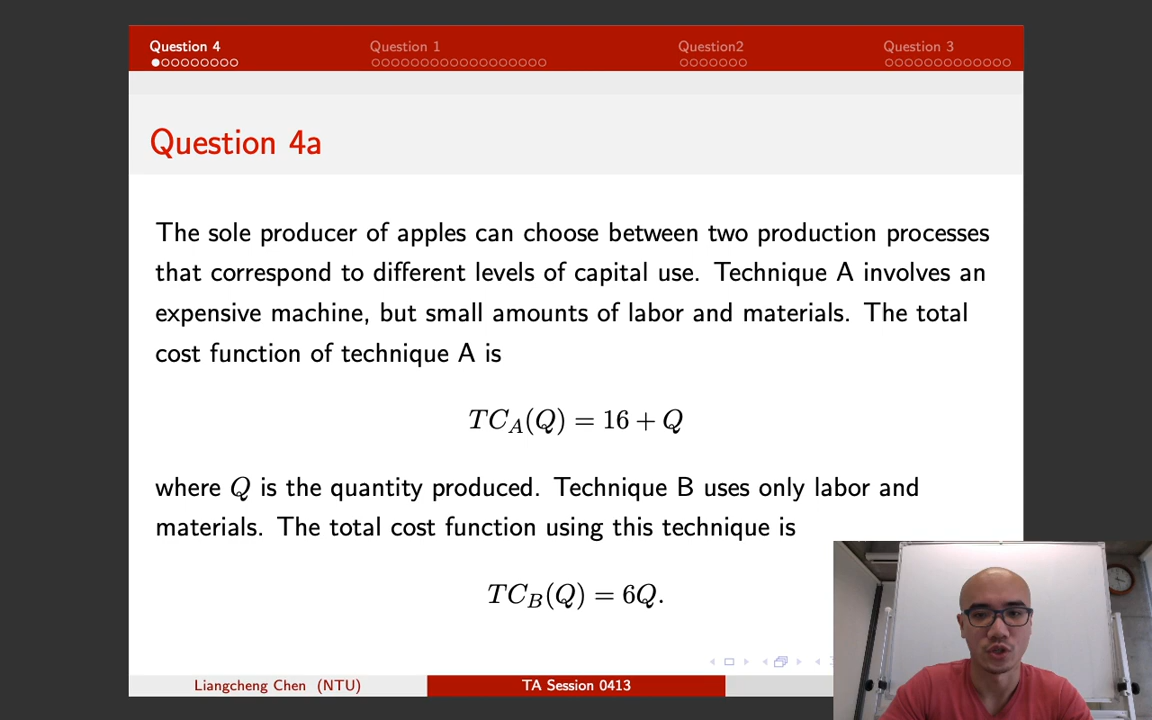 Question 4 Question 1 Question2 Question 3
Question 4a
The sole producer of apples can choose between two production processes
that correspond to different levels of capital use. Technique A involves an
expensive machine, but small amounts of labor and materials. The total
cost function of technique A is
TC_A(Q) = 16 + Q
where Q is the quantity produced. Technique B uses only labor and
materials. The total cost function using this technique is
TC_B(Q) = 6Q.
Liangcheng Chen (NTU) TA Session 0413